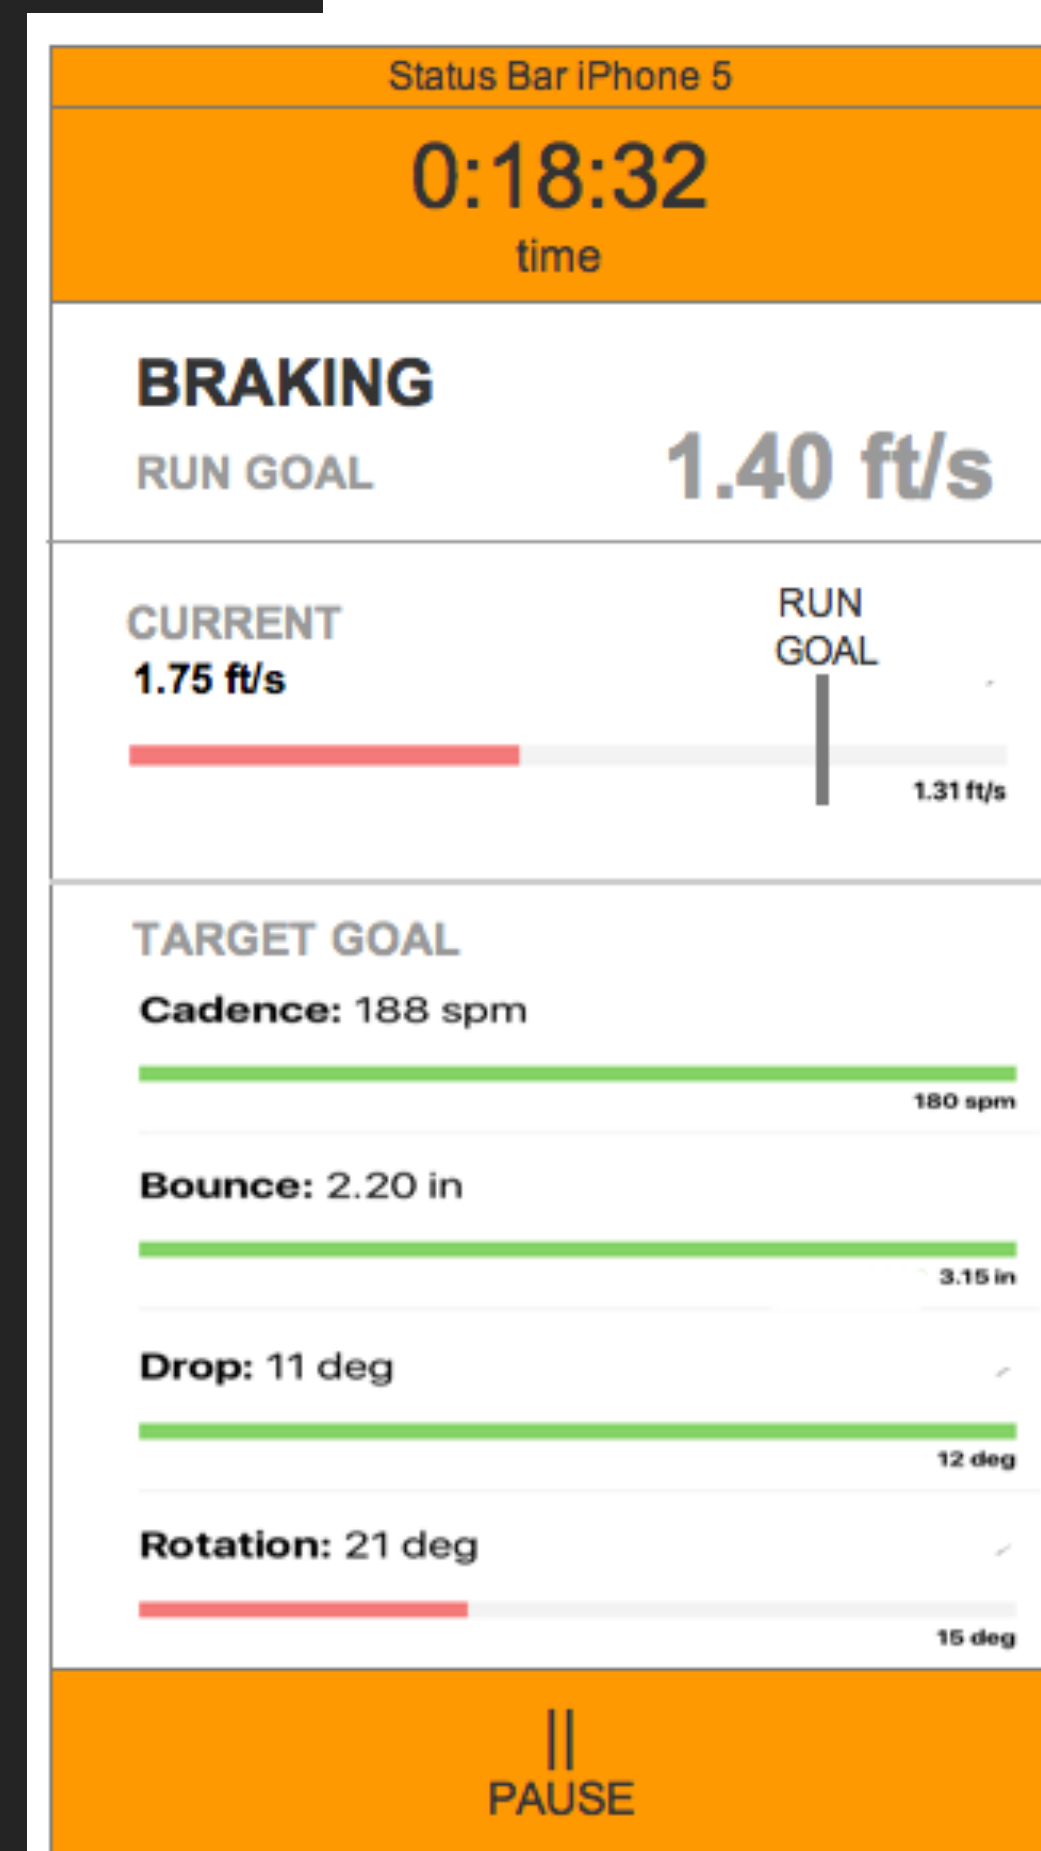 Status Bar iPhone 5
0:18:32
time
BRAKING
RUN GOAL
1.40 ft/s
CURRENT
1.75 ft/s
RUN
GOAL
1.31 ft/s
TARGET GOAL
Cadence: 188 spm
180 spm
Bounce: 2.20 in
3.15 in
Drop: 11 deg
12 deg
Rotation: 21 deg
15 deg
PAUSE